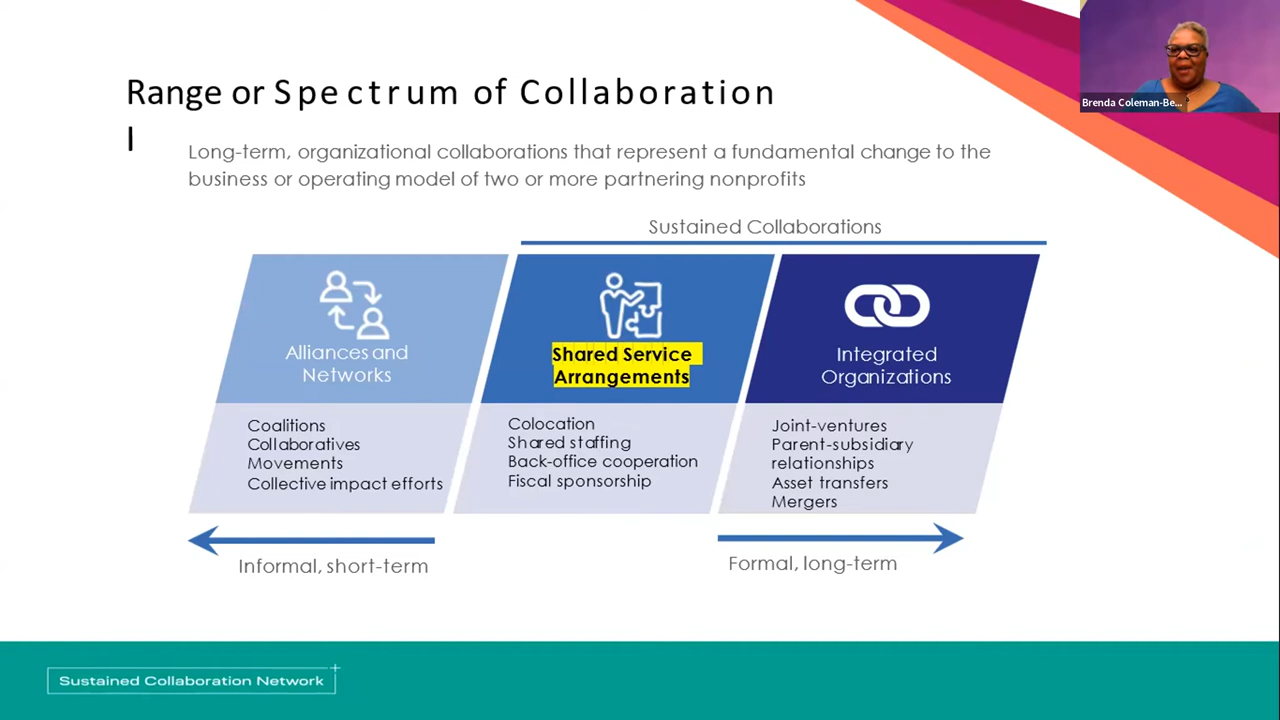 Range or Spectrum of Collaboration
l
Long-term, organizational collaborations that represent a fundamental change to the
business or operating model of two or more partnering nonprofits
Sustained Collaborations
Alliances and
Networks
Coalitions
Collaboratives
Movements
Collective impact efforts
Shared Service
Arrangements
Colocation
Shared staffing
Back-office cooperation
Fiscal sponsorship
Integrated
Organizations
Joint-ventures
Parent-subsidiary
relationships
Asset transfers
Mergers
Informal, short-term
Formal, long-term
Sustained Collaboration Network
Brenda Coleman-Be...